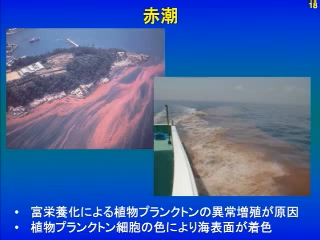 赤潮
18
• 富栄養化による植物プランクトンの異常増殖が原因
• 植物プランクトン細胞の色により海表面が着色